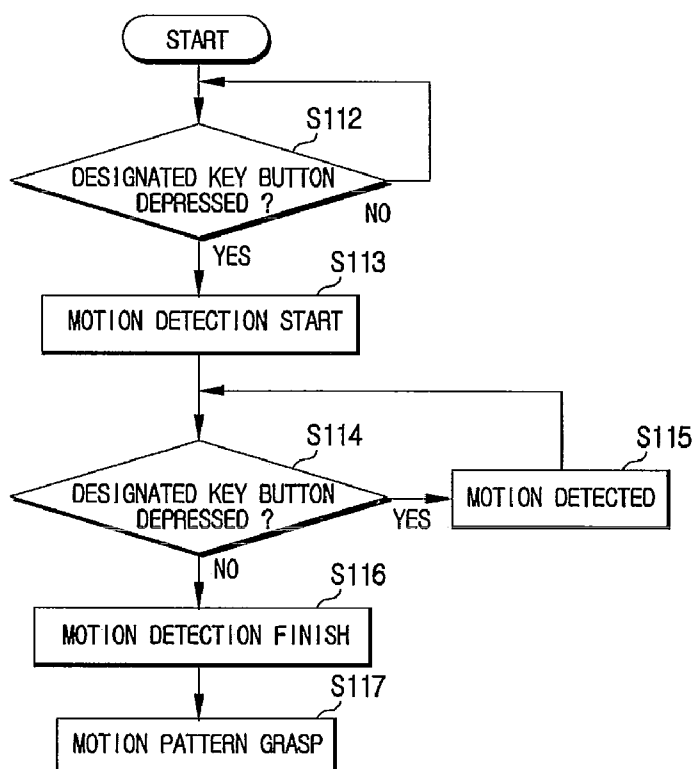 START
S112
DESIGNATED KEY BUTTON
DEPRESSED ?
NO
YES
S113
MOTION DETECTION START
S114
DESIGNATED KEY BUTTON
DEPRESSED ?
YES
S115
MOTION DETECTED
NO
S116
MOTION DETECTION FINISH
S117
MOTION PATTERN GRASP